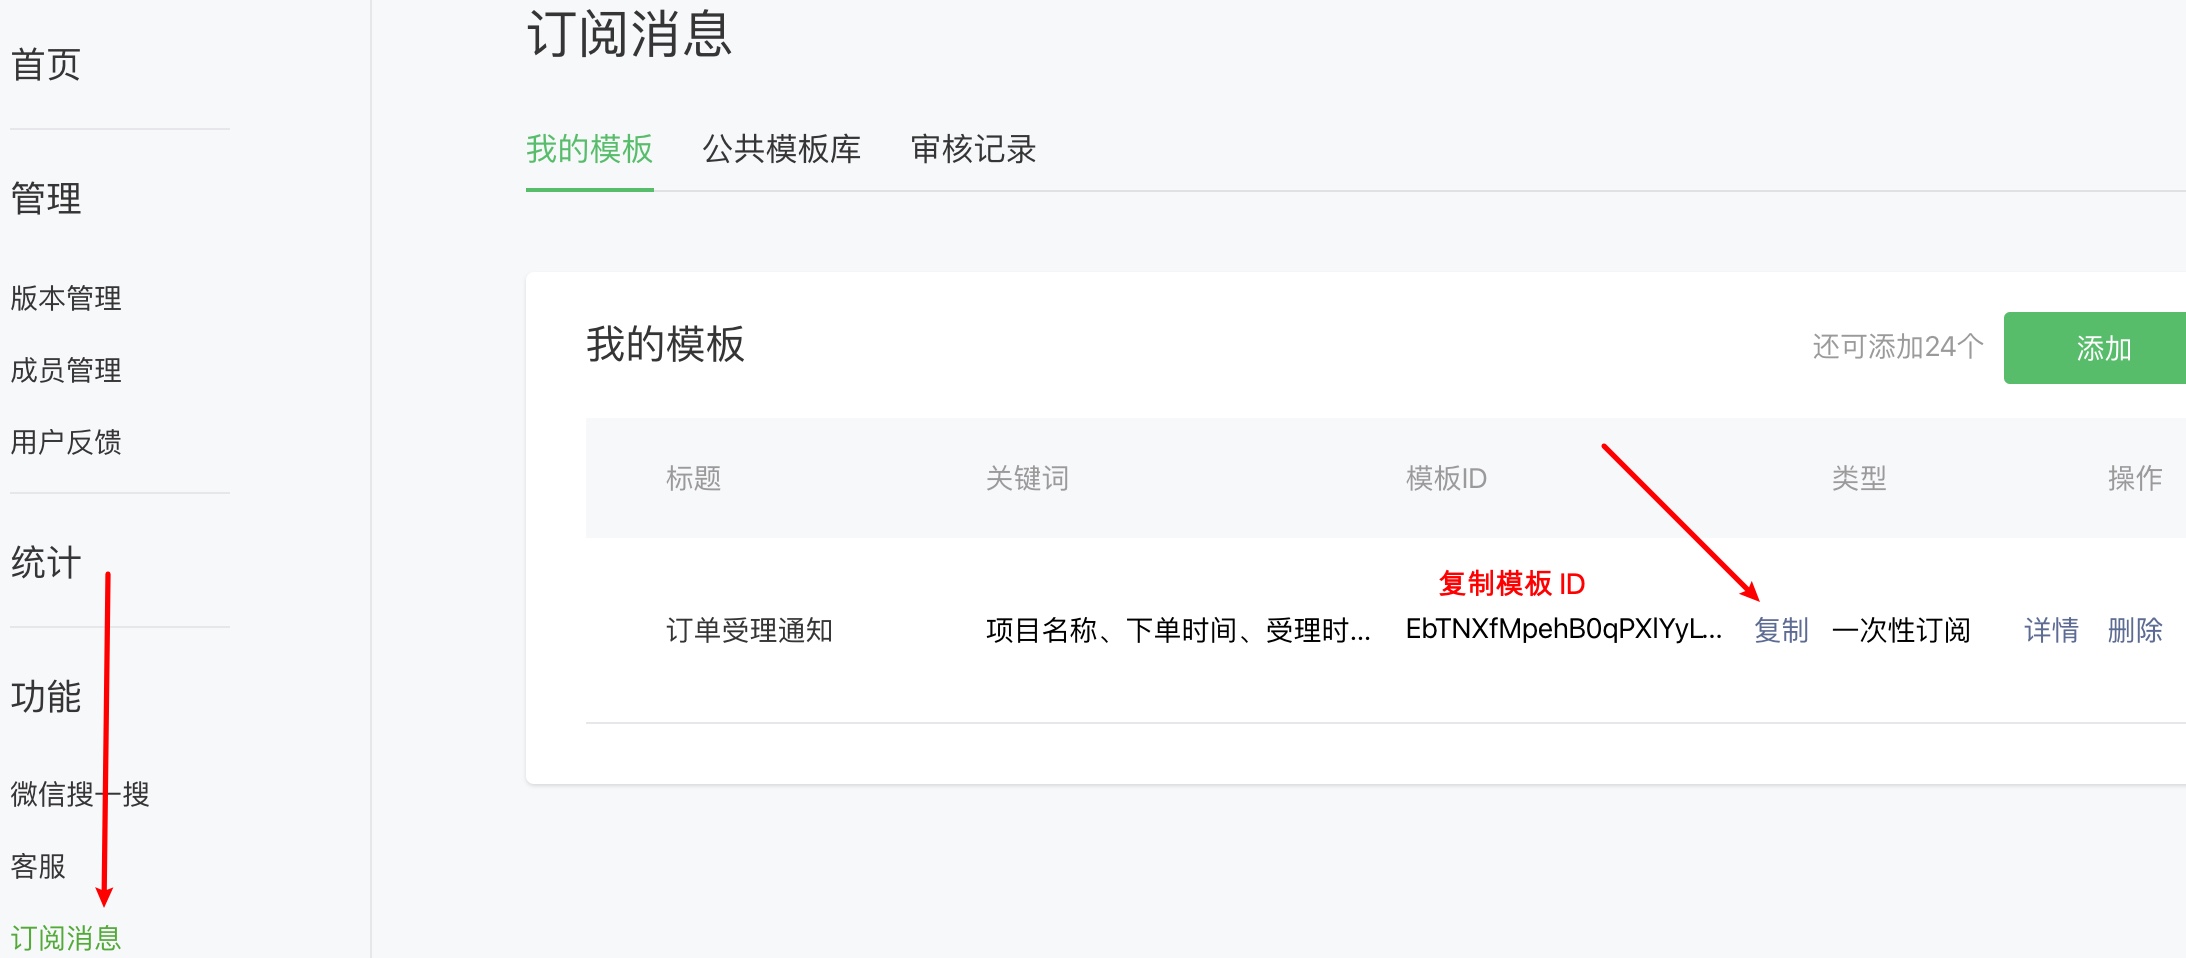 首页
管理
版本管理
成员管理
用户反馈
统计
功能
微信搜一搜
客服
订阅消息
订阅消息
我的模板 公共模板库 审核记录
我的模板
还可添加24个 添加
标题 关键词 模板ID 类型 操作
复制模板 ID
订单受理通知 项目名称、下单时间、受理时... EbTNXfMpehB0qPXIYyL... 复制 一次性订阅 详情 删除